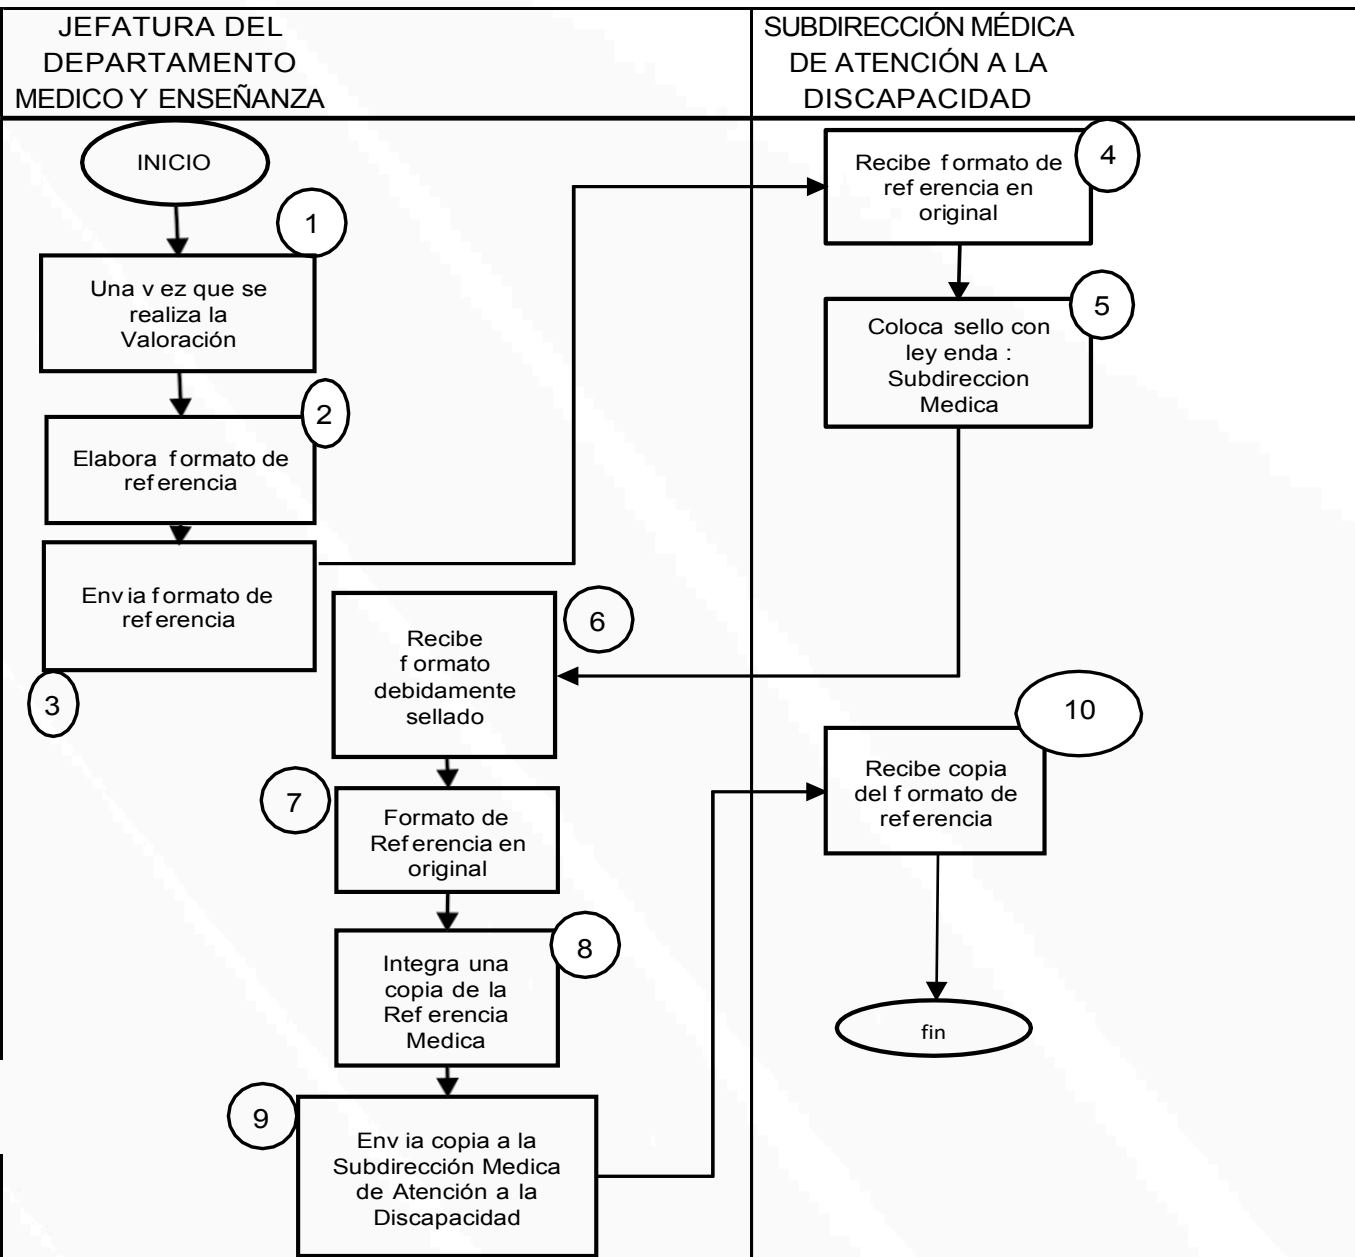 JEFATURA DEL
DEPARTAMENTO
MEDICO Y ENSEÑANZA
SUBDIRECCIÓN MÉDICA
DE ATENCIÓN A LA
DISCAPACIDAD
INICIO
1
Una v ez que se
realiza la
Valoración
2
Elabora f ormato de
ref erencia
Env ia f ormato de
ref erencia
3
4
Recibe f ormato de
ref erencia en
original
5
Coloca sello con
ley enda :
Subdireccion
Medica
6
Recibe
f ormato
debidamente
sellado
7
Formato de
Ref erencia en
original
8
Integra una
copia de la
Ref erencia
Medica
9
Env ia copia a la
Subdirección Medica
de Atención a la
Discapacidad
10
Recibe copia
del f ormato de
ref erencia
fin